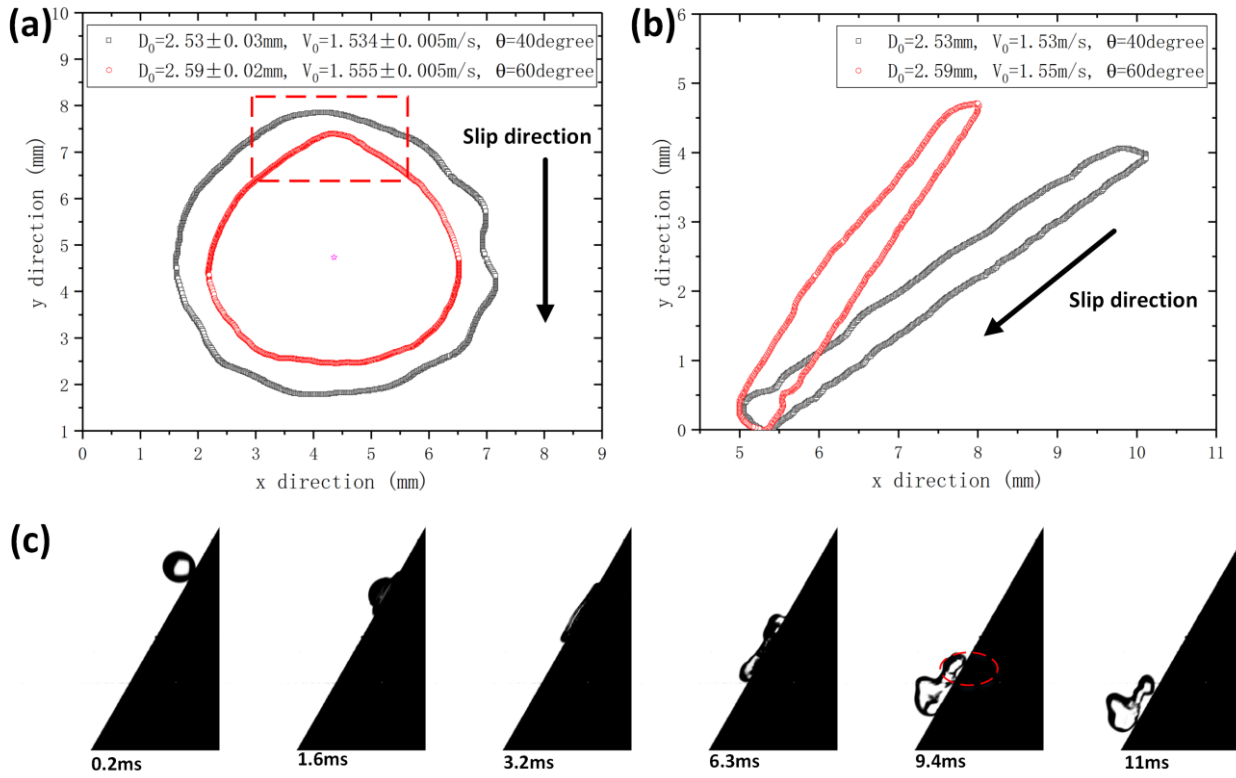 (a)
D0=2.53±0.03mm, V0=1.534±0.005m/s, θ=40degree
D0=2.59±0.02mm, V0=1.555±0.005m/s, θ=60degree
Slip direction
y direction (mm)
10
9
8
7
6
5
4
3
2
1
0 1 2 3 4 5 6 7 8 9
x direction (mm)
(b)
D0=2.53mm, V0=1.53m/s, θ=40degree
D0=2.59mm, V0=1.55m/s, θ=60degree
Slip direction
y direction (mm)
6
5
4
3
2
1
0
5 6 7 8 9 10 11
x direction (mm)
(c)
0.2ms 1.6ms 3.2ms 6.3ms 9.4ms 11ms